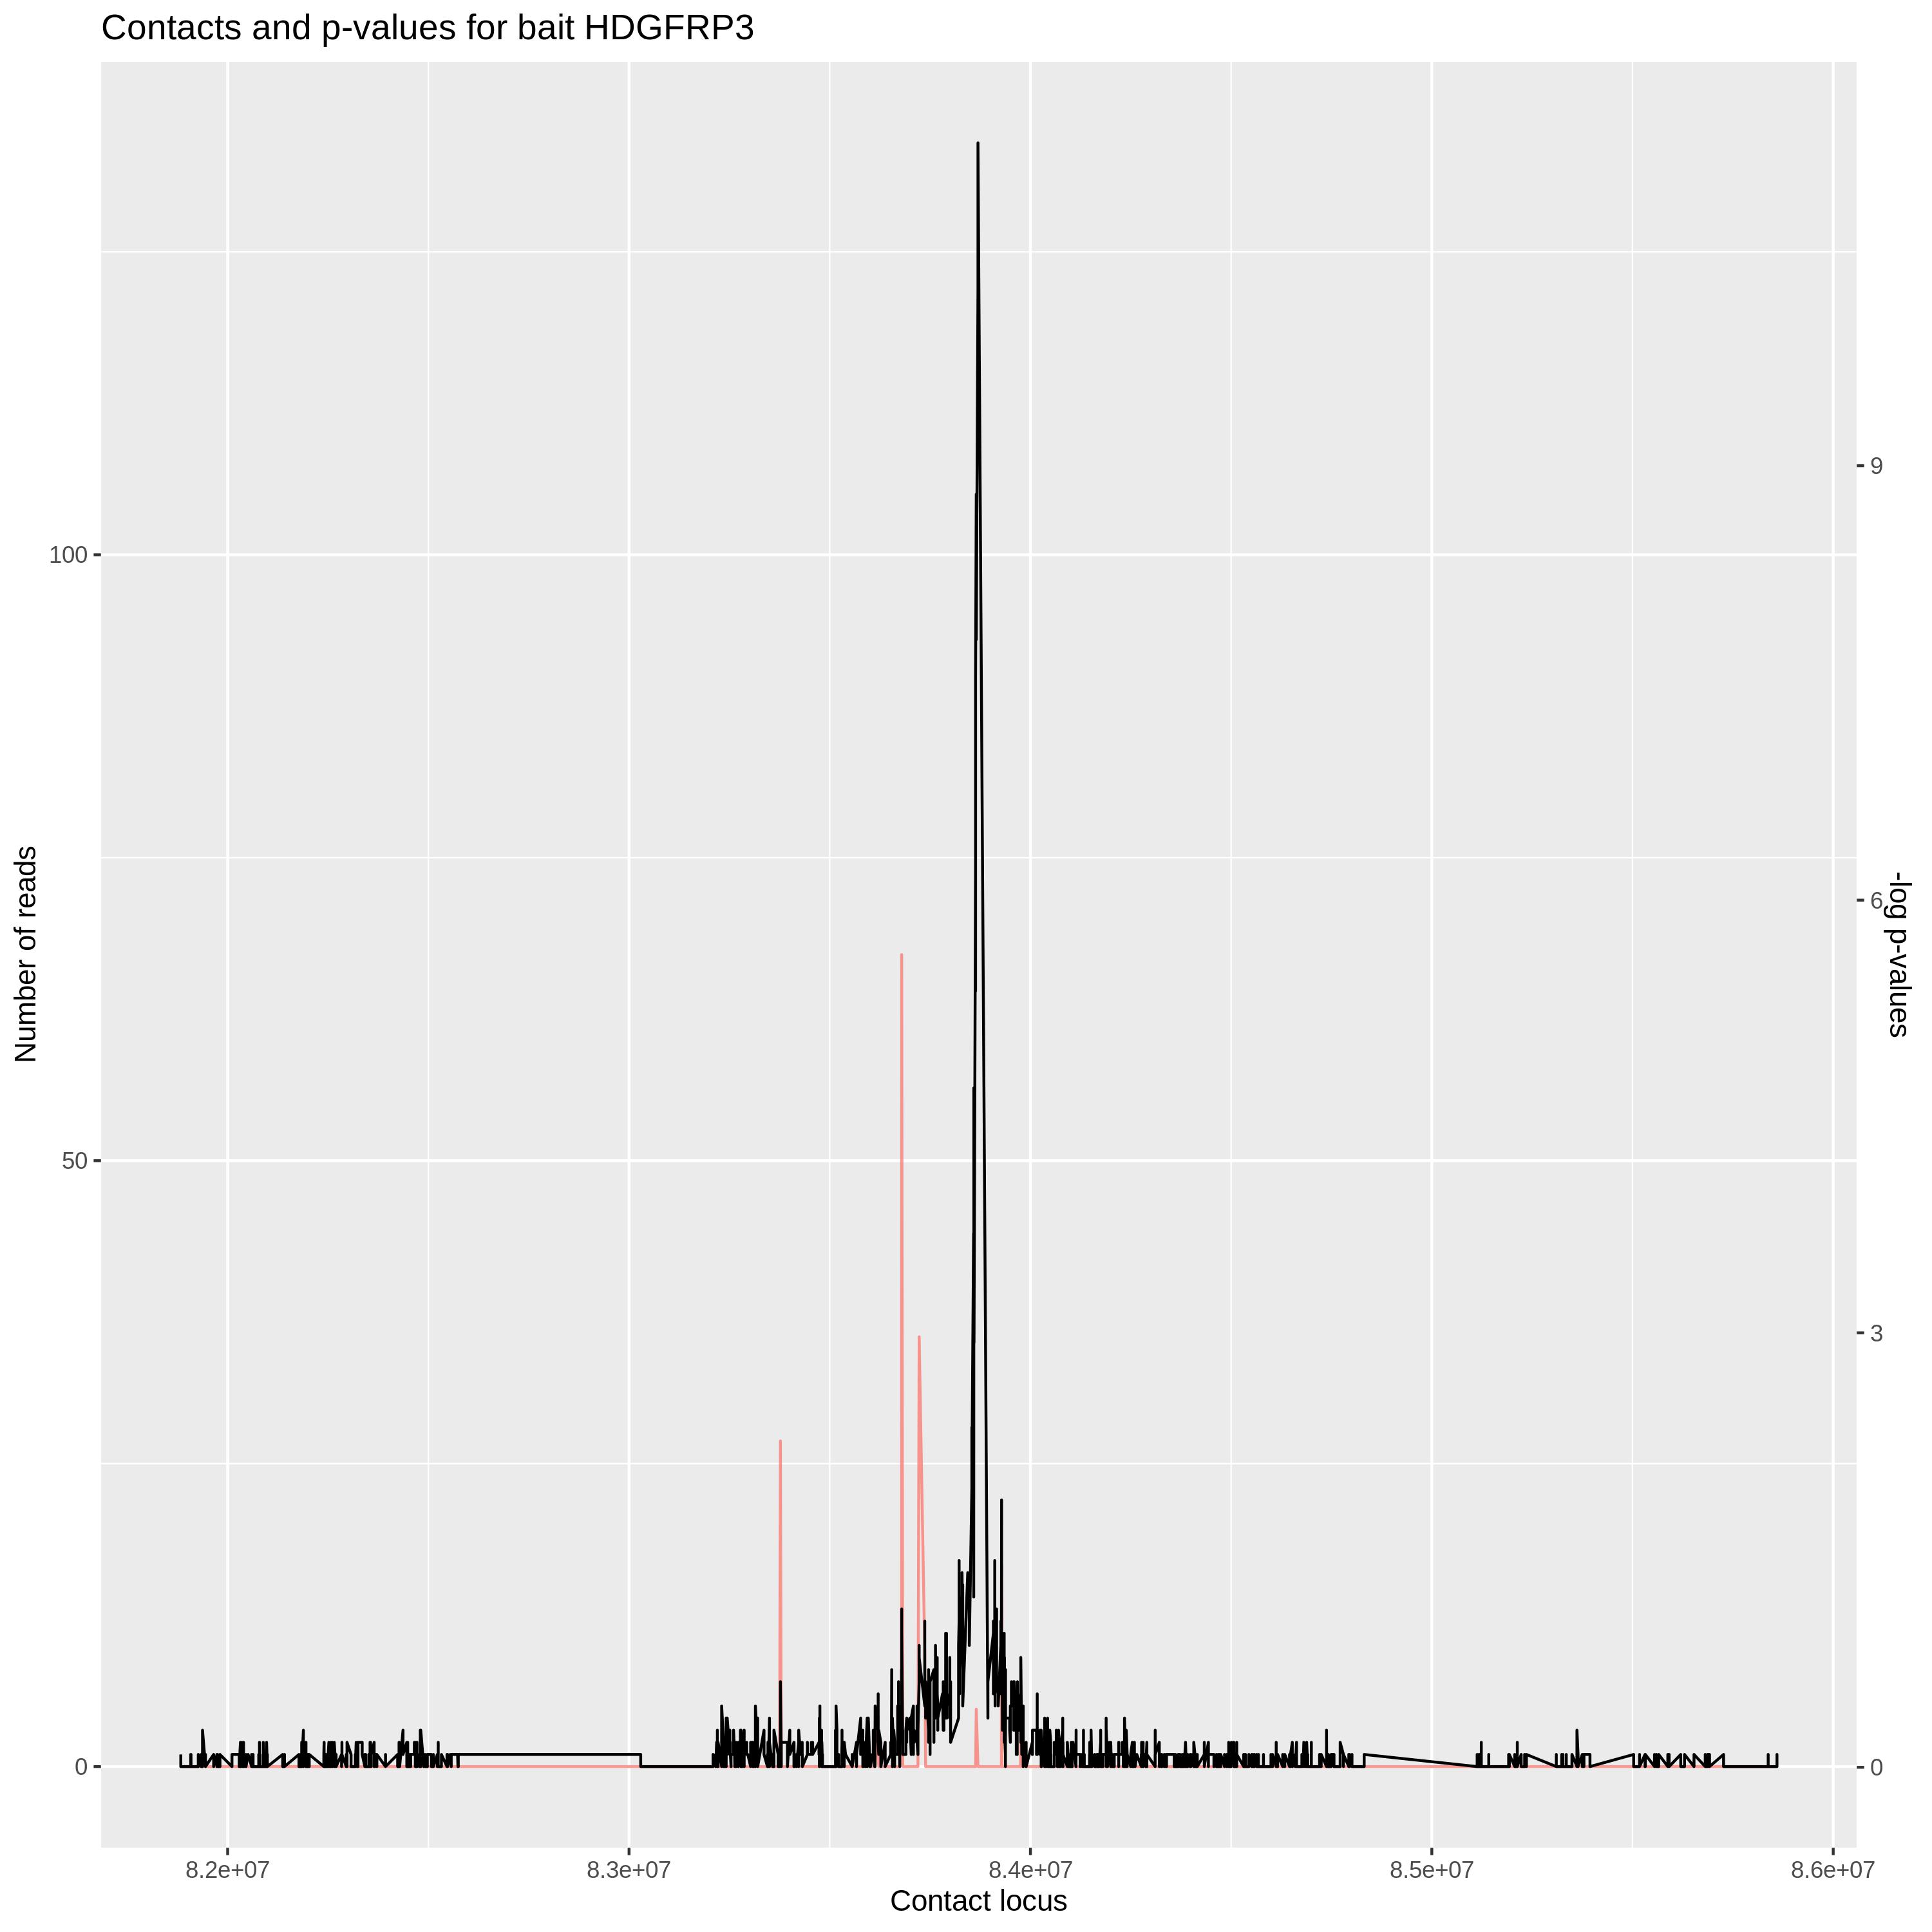 Contacts and p-values for bait HDGFRP3
Number of reads
100
50
0
9
6
3
0
-log p-values
8.2e+07 8.3e+07 8.4e+07 8.5e+07 8.6e+07
Contact locus